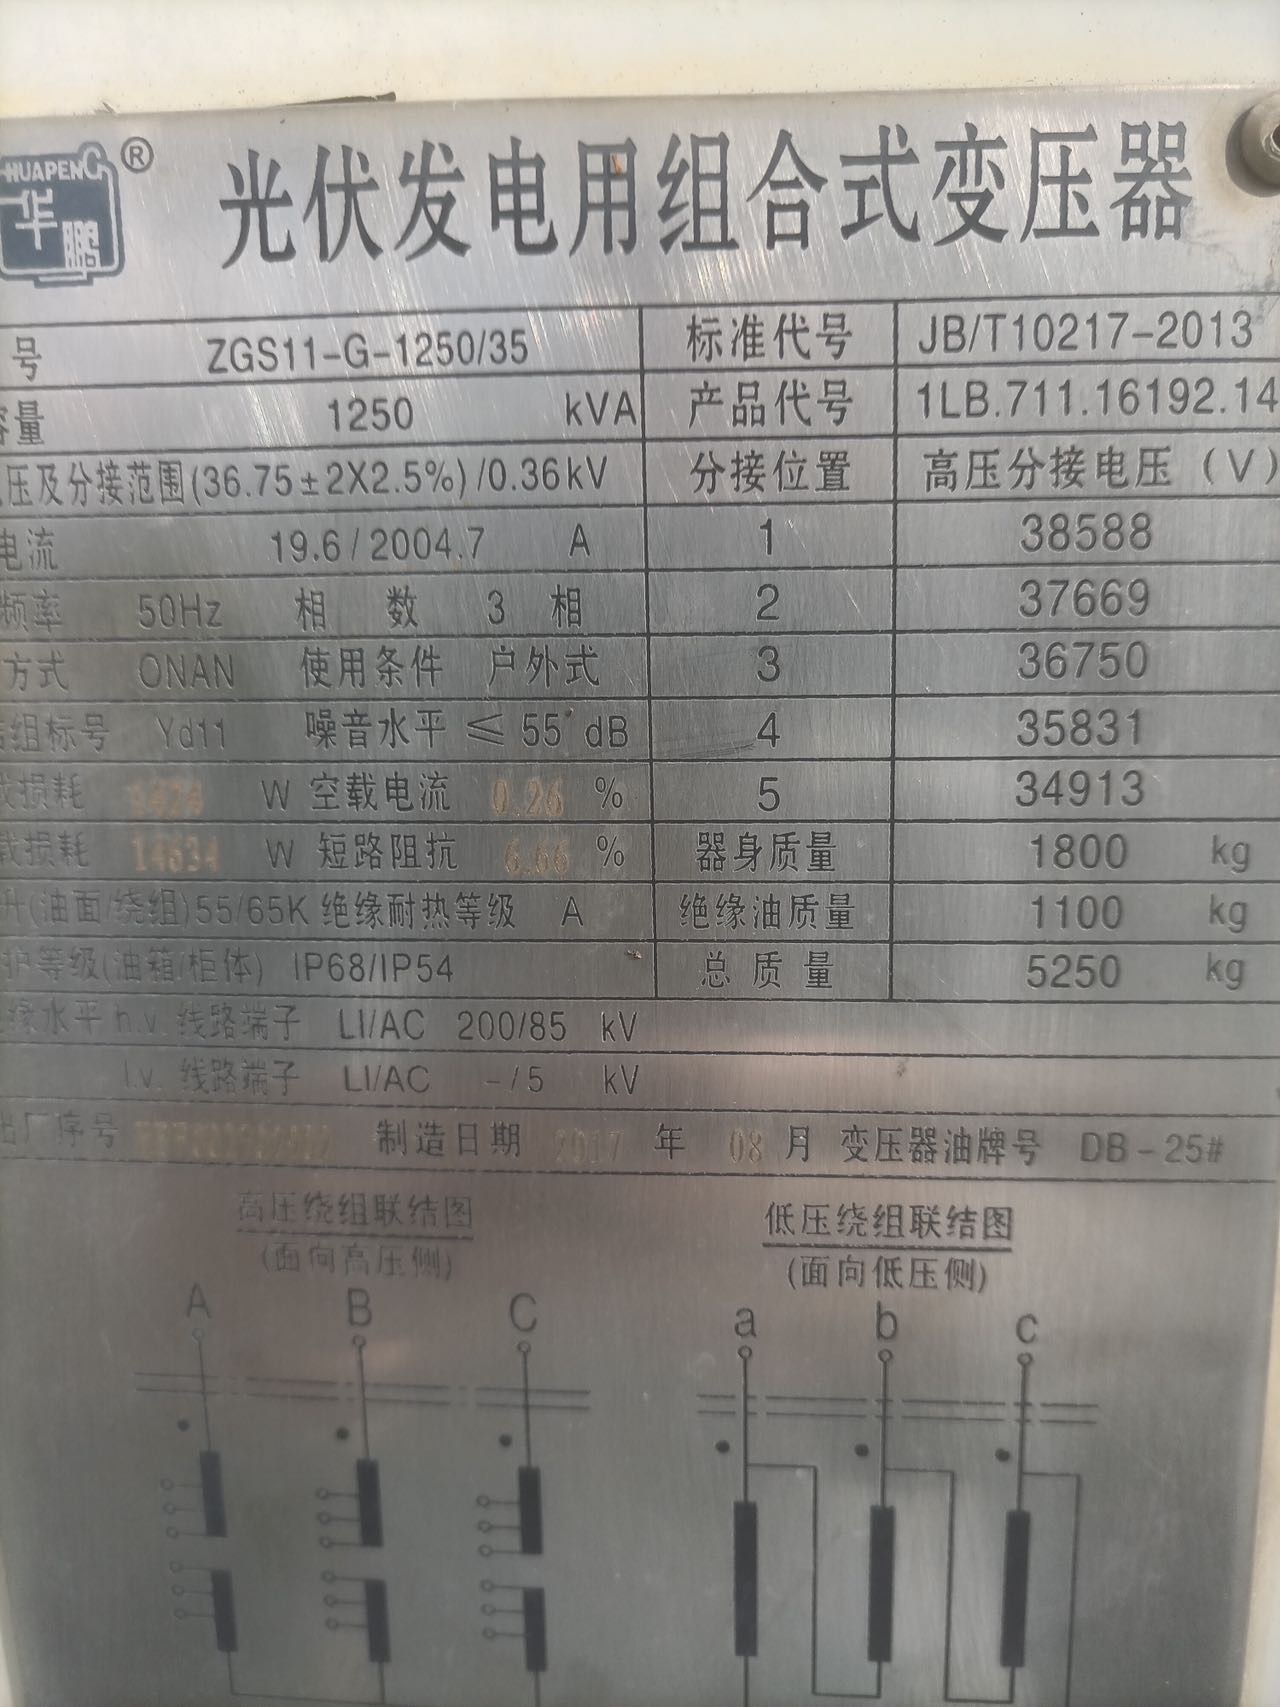 HUAPENG ® 光伏发电用组合式变压器
华鹏
号 ZGS11-G-1250/35 标准代号 JB/T10217-2013
容量 1250 kVA 产品代号 1LB.711.16192.14
压及分接范围(36.75±2X2.5%)/0.36kV 分接位置 高压分接电压(V)
电流 19.6/2004.7 A 1 38588
频率 50Hz 相数 3 相 2 37669
方式 ONAN 使用条件 户外式 3 36750
组标号 Yd11 噪音水平 ≤ 55 dB 4 35831
载损耗 1424 W 空载电流 0.26 % 5 34913
载损耗 14634 W 短路阻抗 6.66 % 器身质量 1800 kg
升(油面/绕组)55/65K 绝缘耐热等级 A 绝缘油质量 1100 kg
护等级(油箱/柜体) IP68/IP54 总质量 5250 kg
缘水平 h.v. 线路端子 LI/AC 200/85 kV
l.v. 线路端子 LI/AC -/5 kV
出厂序号 制造日期 2017 年 08 月 变压器油牌号 DB-25#
高压绕组联结图 低压绕组联结图
(面向高压侧) (面向低压侧)
A B C a b c